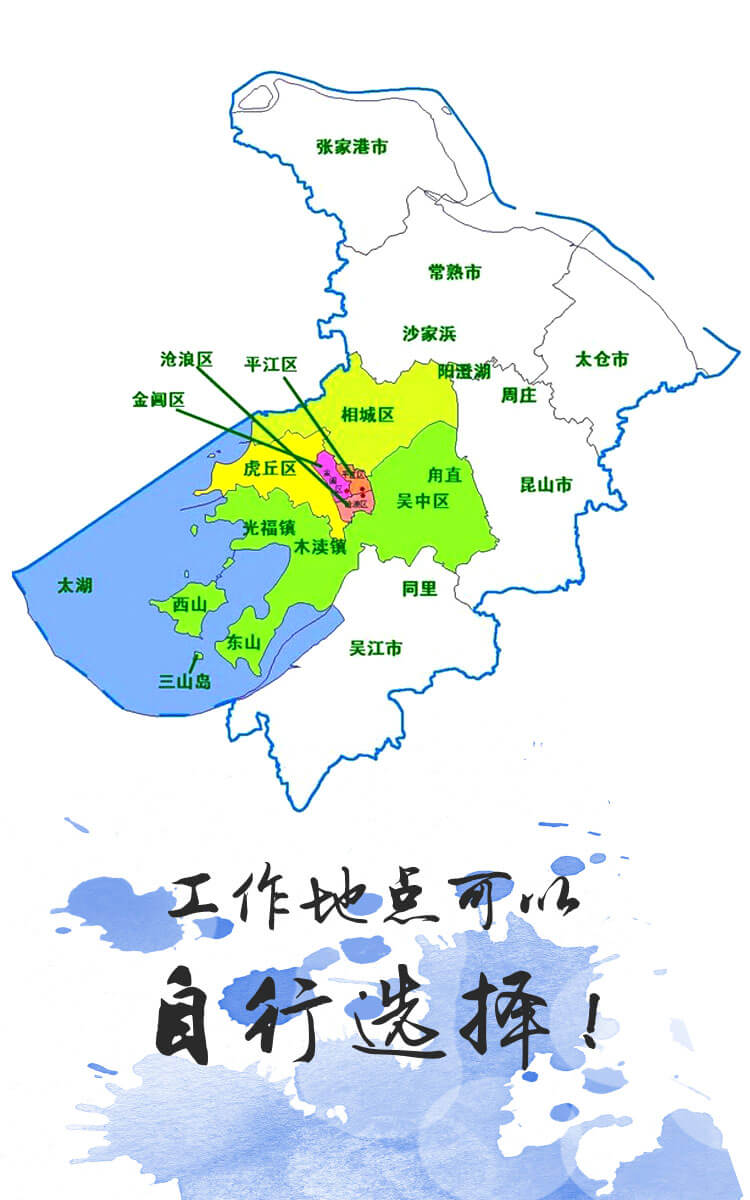 张家港市
常熟市
沙家浜
沧浪区
平江区
太仓市
阳澄湖
周庄
金阊区
相城区
虎丘区
甪直
昆山市
吴中区
光福镇
木渎镇
太湖
同里
西山
东山
吴江市
三山岛
工作地点可以
自行选择！